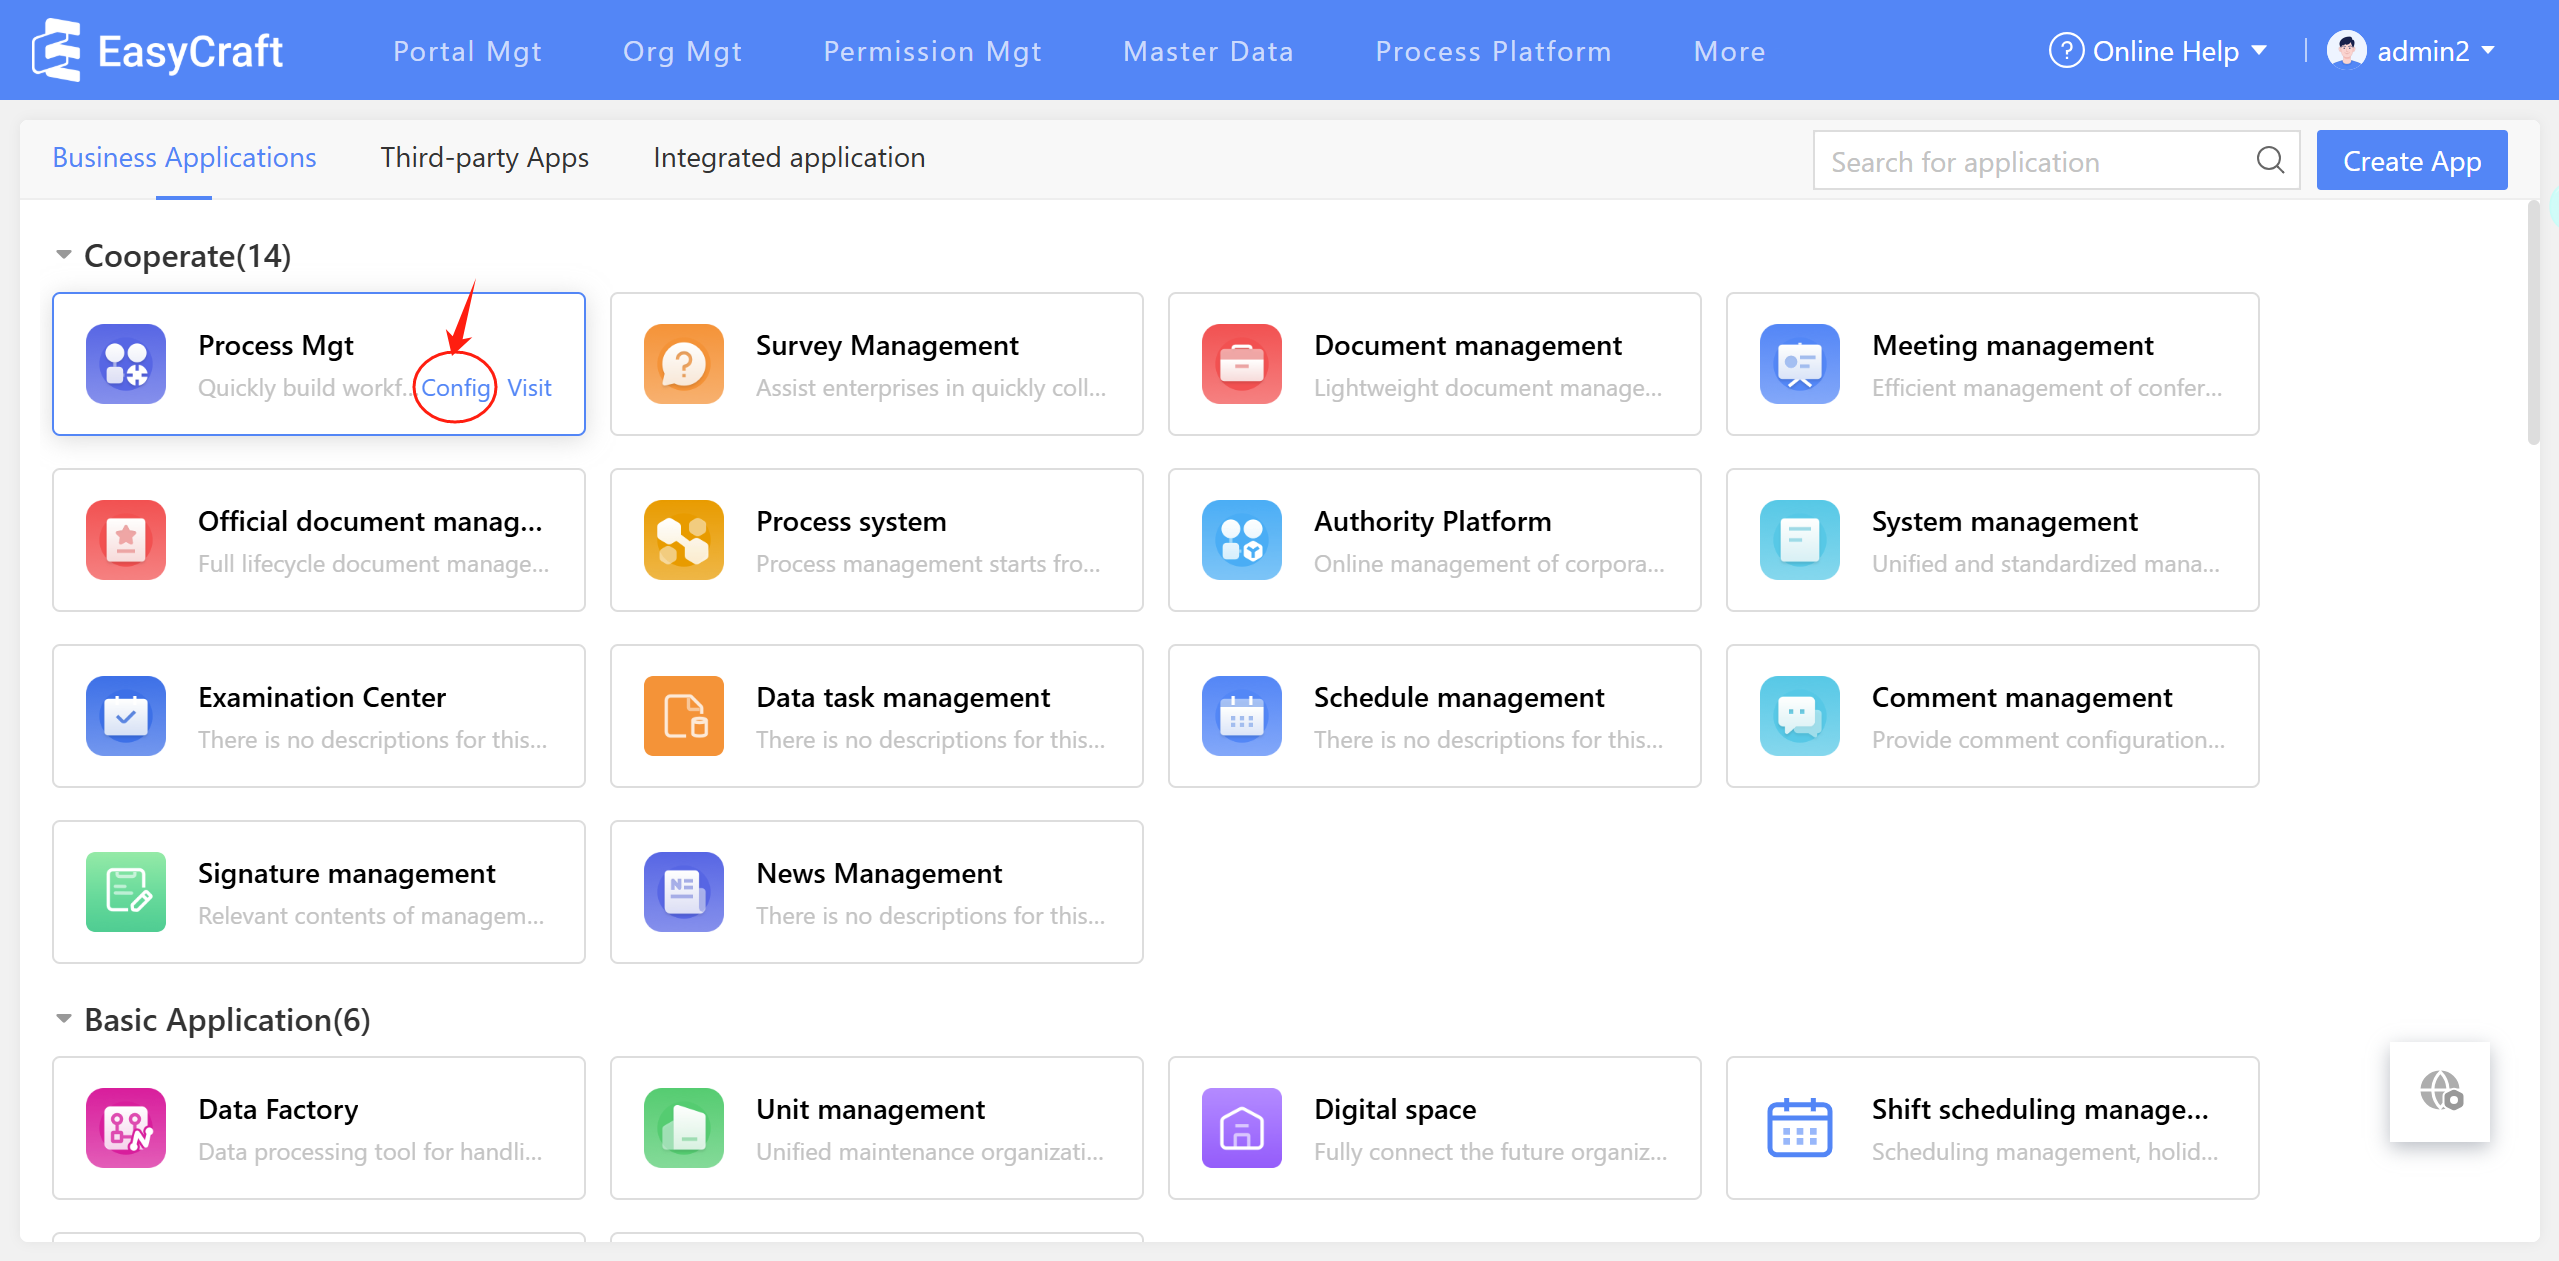 EasyCraft Portal Mgt Org Mgt Permission Mgt Master Data Process Platform More ? Online Help admin2
Business Applications Third-party Apps Integrated application Search for application Create App
Cooperate(14)
Process Mgt
Quickly build workf... Config Visit
Survey Management
Assist enterprises in quickly coll...
Document management
Lightweight document manage...
Meeting management
Efficient management of confer...
Official document manag...
Full lifecycle document manage...
Process system
Process management starts fro...
Authority Platform
Online management of corpora...
System management
Unified and standardized mana...
Examination Center
There is no descriptions for this...
Data task management
There is no descriptions for this...
Schedule management
There is no descriptions for this...
Comment management
Provide comment configuration...
Signature management
Relevant contents of managem...
News Management
There is no descriptions for this...
Basic Application(6)
Data Factory
Data processing tool for handli...
Unit management
Unified maintenance organizati...
Digital space
Fully connect the future organiz...
Shift scheduling manage...
Scheduling management, holid...